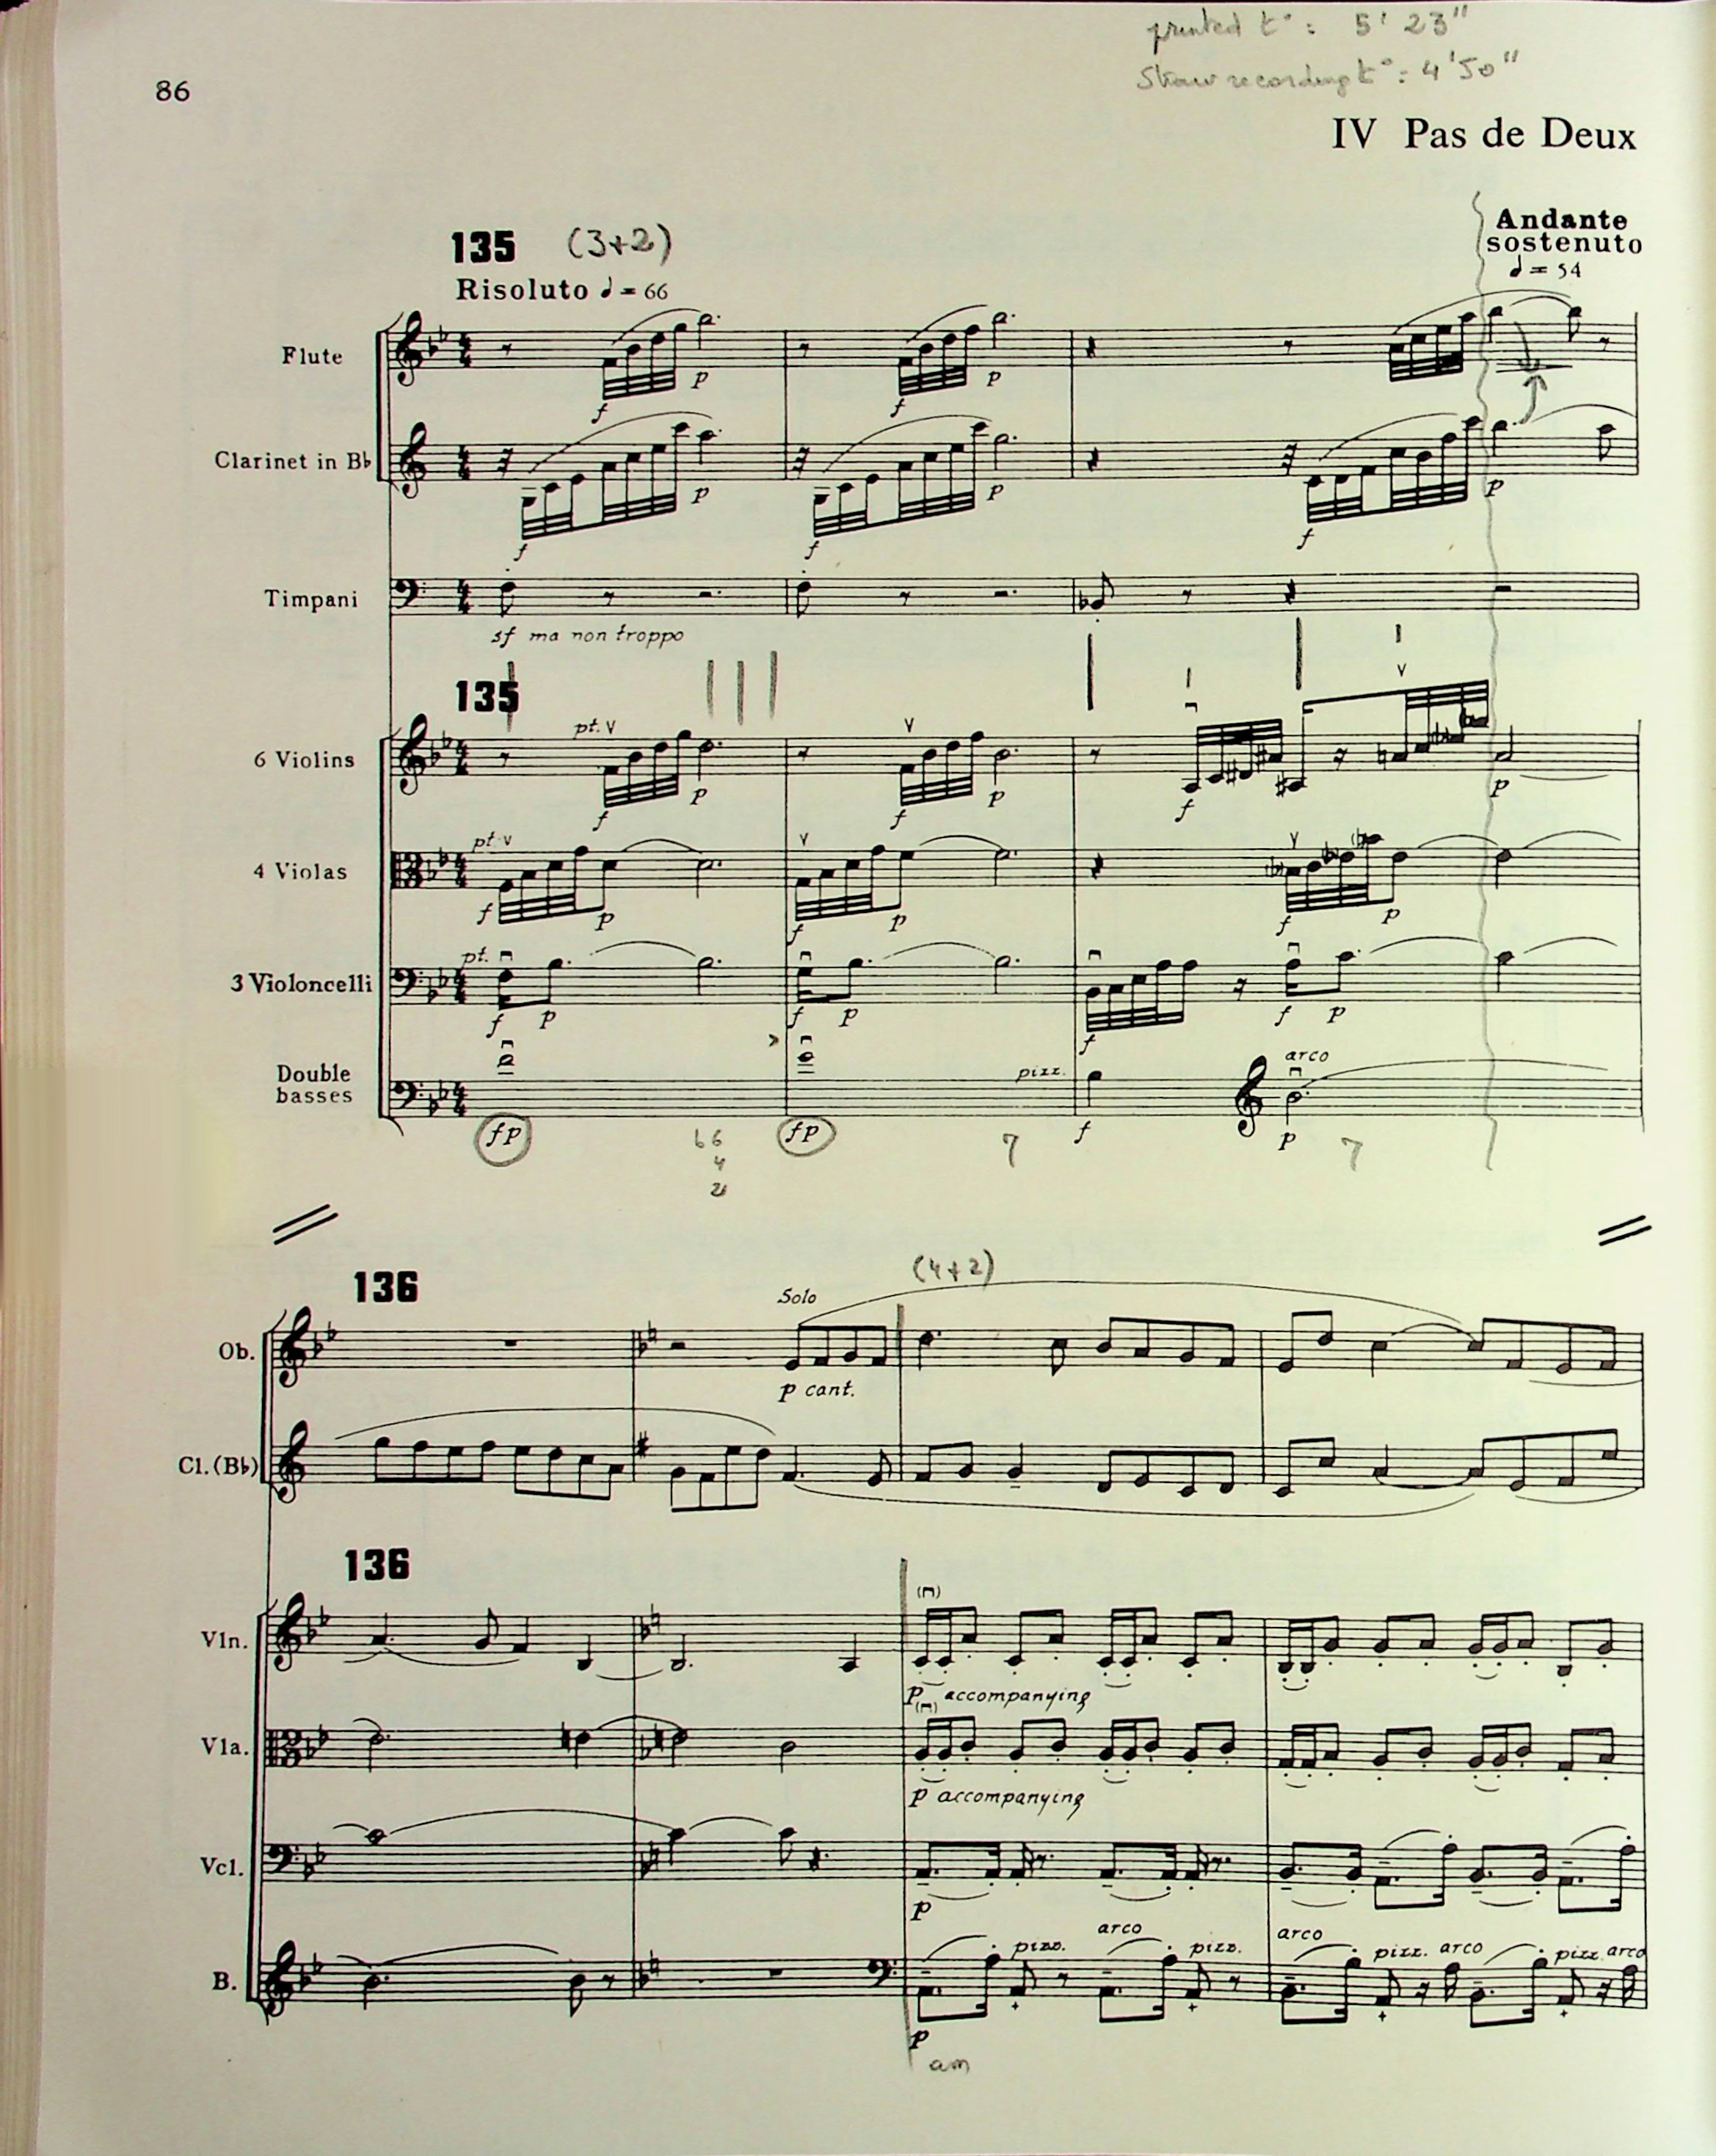 printed t° : 5' 23"
Straw recording t° : 4'50"
86
IV Pas de Deux
135 (3+2)
Andante
sostenuto
♩ = 54
Risoluto ♩ = 66
Flute
f p f p
Clarinet in B♭
f p f p f p
Timpani
sf ma non troppo
135
pt. V V V
6 Violins
f p f p f p
pt. V V V
4 Violas
f p f p f p
pt.
3 Violoncelli
f p f p f f p
Double
basses
pizz. arco
fp fp f p
♭6 7 7
4
2
136
Solo (4+2)
Ob.
p cant.
Cl. (B♭)
136
Vln.
p accompanying
Vla.
p accompanying
Vcl.
p
arco arco
pizz. pizz. pizz. arco pizz. arco
B.
p
am